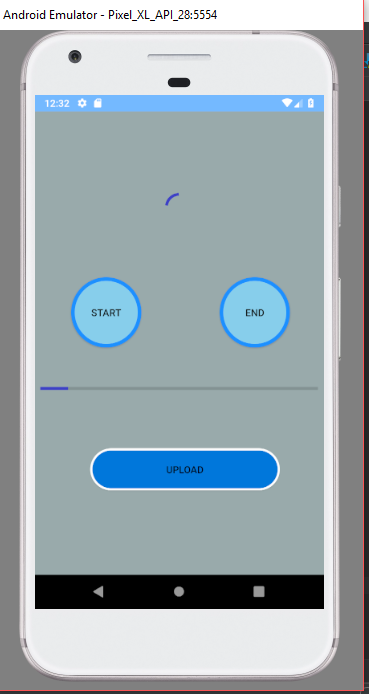 Android Emulator - Pixel_XL_API_28:5554
12:32
START
END
UPLOAD